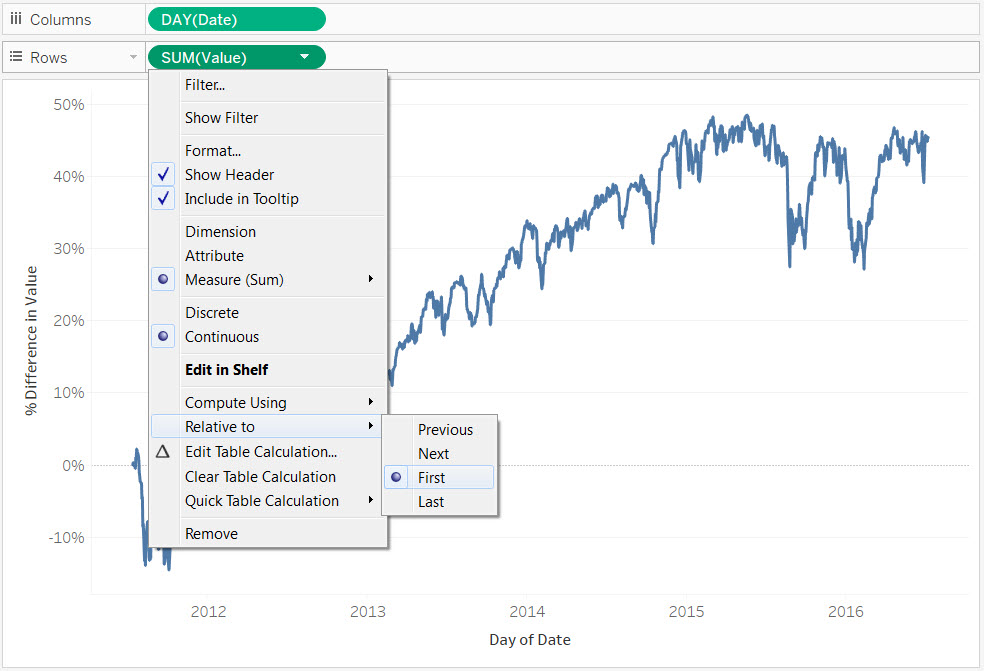 Columns
DAY(Date)
Rows
SUM(Value)
Filter...
Show Filter
Format...
Show Header
Include in Tooltip
Dimension
Attribute
Measure (Sum)
Discrete
Continuous
Edit in Shelf
Compute Using
Relative to
Edit Table Calculation...
Clear Table Calculation
Quick Table Calculation
Remove
Previous
Next
First
Last
% Difference in Value
50%
40%
30%
20%
10%
0%
-10%
2012
2013
2014
2015
2016
Day of Date